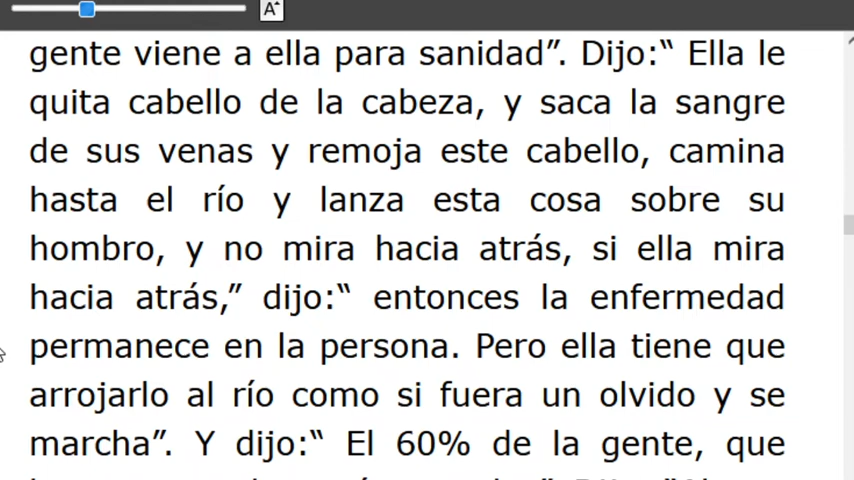 A
gente viene a ella para sanidad”. Dijo:“ Ella le
quita cabello de la cabeza, y saca la sangre
de sus venas y remoja este cabello, camina
hasta el río y lanza esta cosa sobre su
hombro, y no mira hacia atrás, si ella mira
hacia atrás,” dijo:“ entonces la enfermedad
permanece en la persona. Pero ella tiene que
arrojarlo al río como si fuera un olvido y se
marcha”. Y dijo:“ El 60% de la gente, que